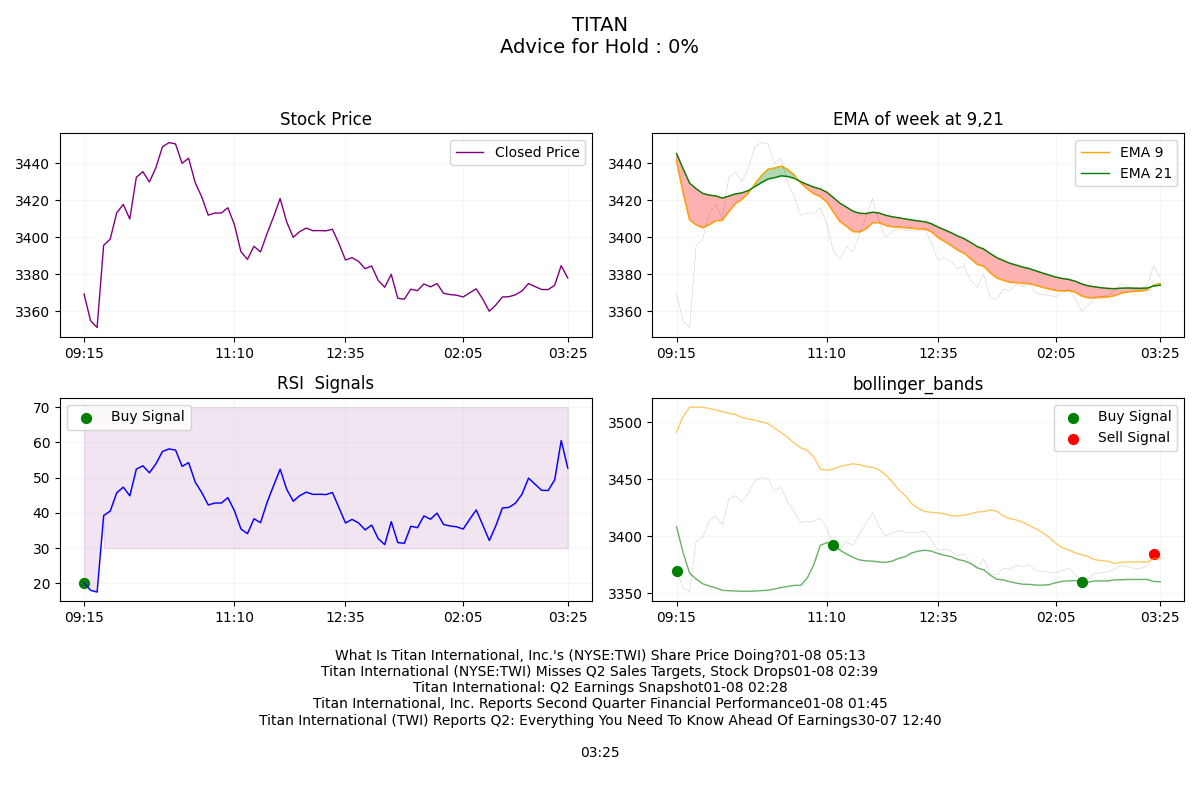 TITAN
Advice for Hold : 0%
Stock Price
Closed Price
3440
3420
3400
3380
3360
09:15
11:10
12:35
02:05
03:25
EMA of week at 9,21
EMA 9
EMA 21
3440
3420
3400
3380
3360
09:15
11:10
12:35
02:05
03:25
RSI  Signals
Buy Signal
70
60
50
40
30
20
09:15
11:10
12:35
02:05
03:25
bollinger_bands
Buy Signal
Sell Signal
3500
3450
3400
3350
09:15
11:10
12:35
02:05
03:25
What Is Titan International, Inc.'s (NYSE:TWI) Share Price Doing?01-08 05:13
Titan International (NYSE:TWI) Misses Q2 Sales Targets, Stock Drops01-08 02:39
Titan International: Q2 Earnings Snapshot01-08 02:28
Titan International, Inc. Reports Second Quarter Financial Performance01-08 01:45
Titan International (TWI) Reports Q2: Everything You Need To Know Ahead Of Earnings30-07 12:40
03:25